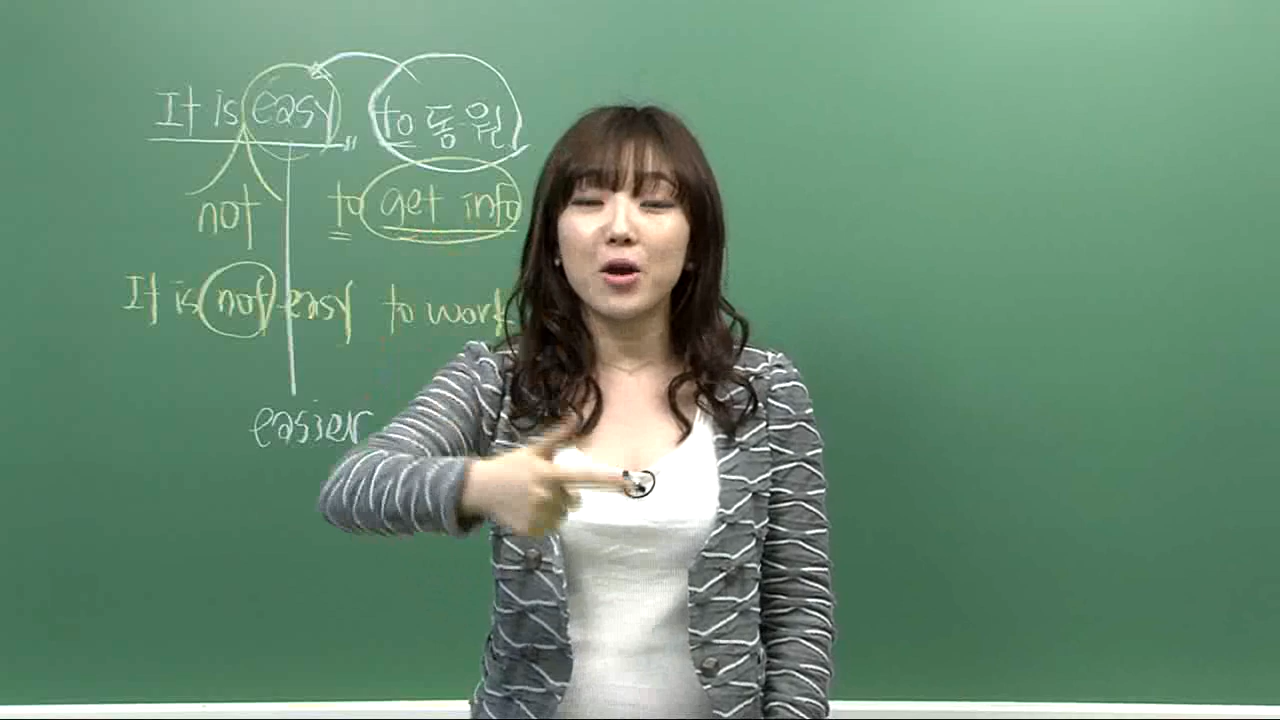 It is easy to 동원
not to get info
It is not easy to work
easier